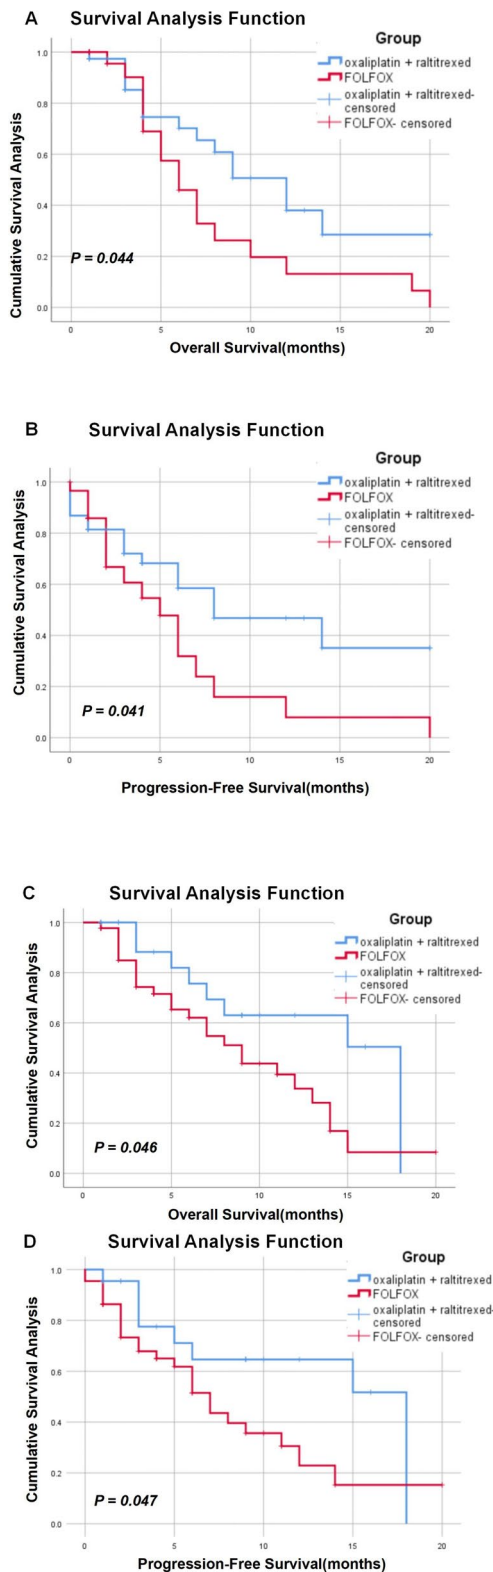 A Survival Analysis Function
Group
oxaliplatin + raltitrexed
FOLFOX
oxaliplatin + raltitrexed-
censored
FOLFOX- censored
Cumulative Survival Analysis
1.0
0.8
0.6
0.4
0.2
0.0
P = 0.044
0 5 10 15 20
Overall Survival(months)
B Survival Analysis Function
Group
oxaliplatin + raltitrexed
FOLFOX
oxaliplatin + raltitrexed-
censored
FOLFOX- censored
Cumulative Survival Analysis
1.0
0.8
0.6
0.4
0.2
0.0
P = 0.041
0 5 10 15 20
Progression-Free Survival(months)
C Survival Analysis Function
Group
oxaliplatin + raltitrexed
FOLFOX
oxaliplatin + raltitrexed-
censored
FOLFOX- censored
Cumulative Survival Analysis
1.0
0.8
0.6
0.4
0.2
0.0
P = 0.046
0 5 10 15 20
Overall Survival(months)
D Survival Analysis Function
Group
oxaliplatin + raltitrexed
FOLFOX
oxaliplatin + raltitrexed-
censored
FOLFOX- censored
Cumulative Survival Analysis
1.0
0.8
0.6
0.4
0.2
0.0
P = 0.047
0 5 10 15 20
Progression-Free Survival(months)